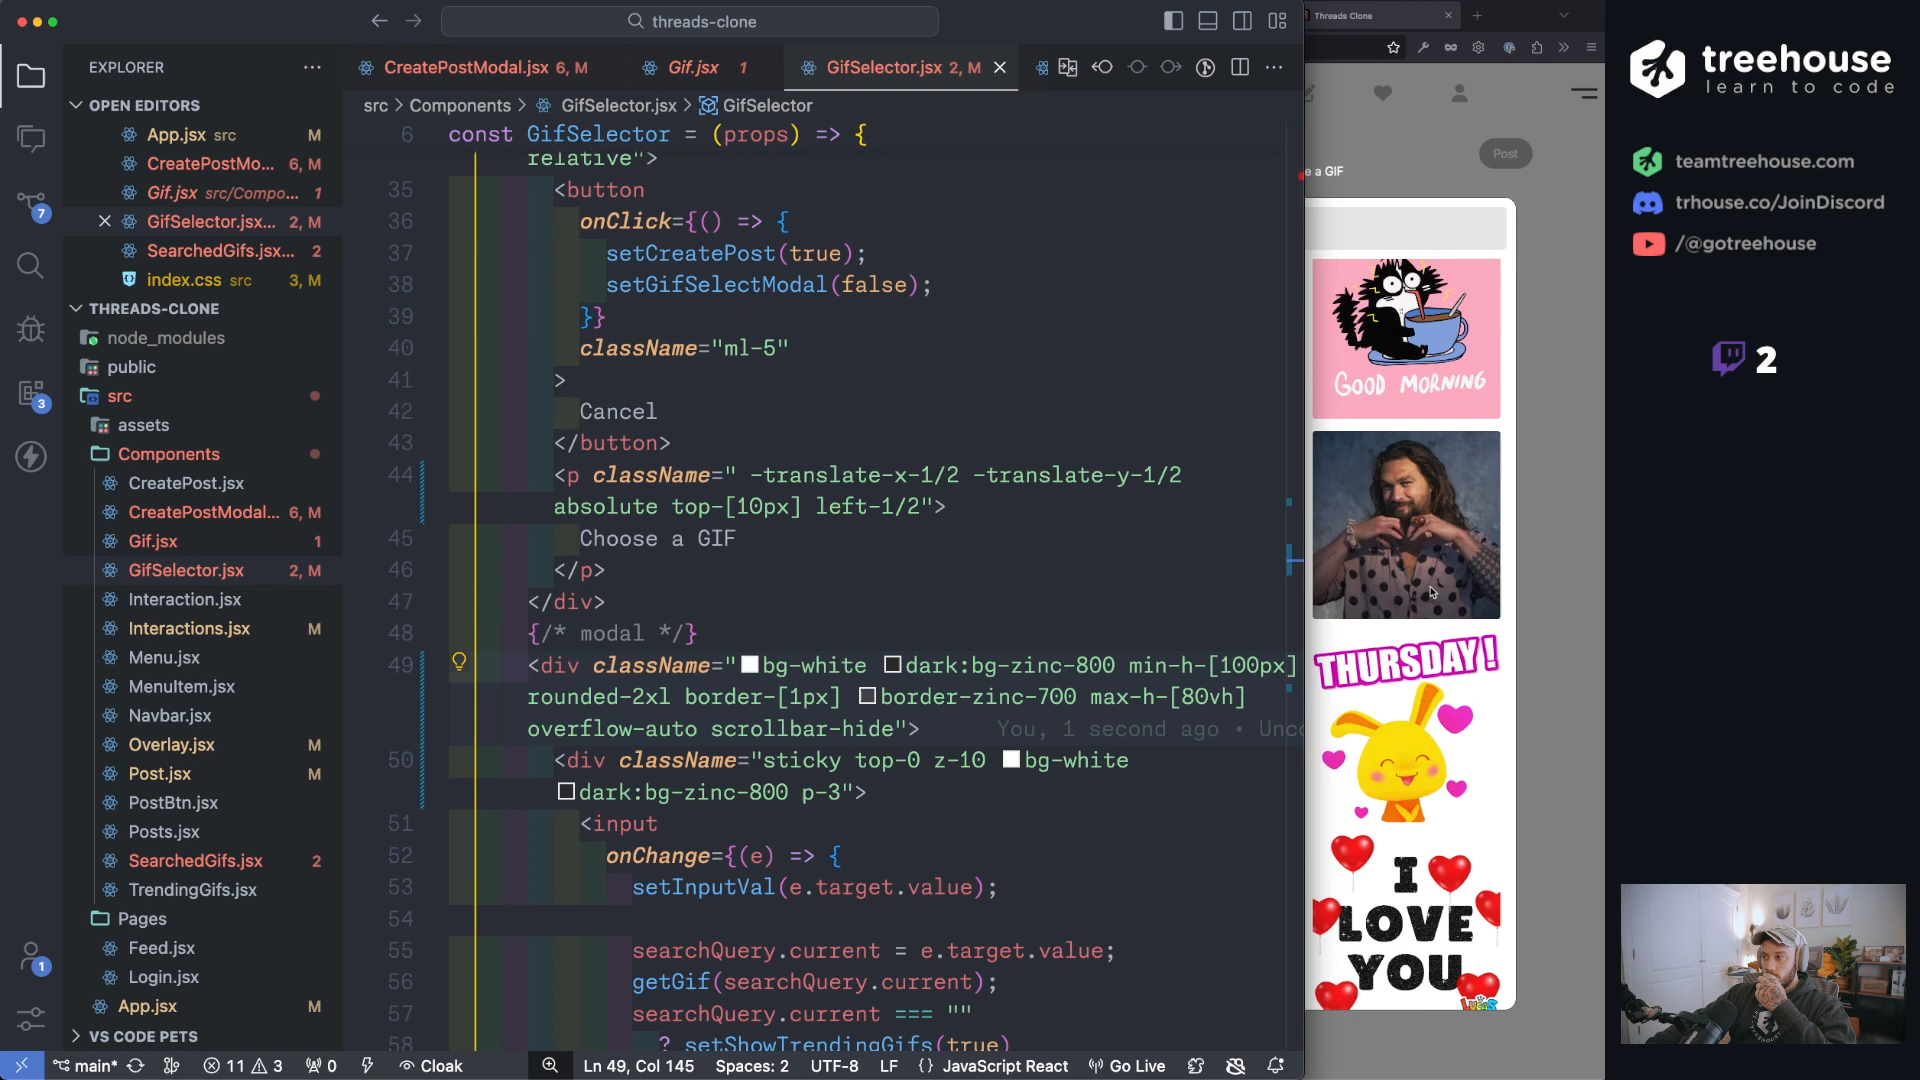 threads-clone
Threads Clone
EXPLORER
CreatePostModal.jsx 6, M
Gif.jsx 1
GifSelector.jsx 2, M
src > Components > GifSelector.jsx > GifSelector
OPEN EDITORS
App.jsx src M
CreatePostMo... 6, M
Gif.jsx src/Compo... 1
GifSelector.jsx... 2, M
SearchedGifs.jsx... 2
index.css src 3, M
THREADS-CLONE
node_modules
public
src
assets
Components
CreatePost.jsx
CreatePostModal... 6, M
Gif.jsx 1
GifSelector.jsx 2, M
Interaction.jsx
Interactions.jsx M
Menu.jsx
MenuItem.jsx
Navbar.jsx
Overlay.jsx M
Post.jsx M
PostBtn.jsx
Posts.jsx
SearchedGifs.jsx 2
TrendingGifs.jsx
Pages
Feed.jsx
Login.jsx
App.jsx M
VS CODE PETS
7
3
1
6 const GifSelector = (props) => {
relative">
35 <button
36 onClick={() => {
37 setCreatePost(true);
38 setGifSelectModal(false);
39 }}
40 className="ml-5"
41 >
42 Cancel
43 </button>
44 <p className=" -translate-x-1/2 -translate-y-1/2
absolute top-[10px] left-1/2">
45 Choose a GIF
46 </p>
47 </div>
48 {/* modal */}
49 <div className="bg-white dark:bg-zinc-800 min-h-[100px]
rounded-2xl border-[1px] border-zinc-700 max-h-[80vh]
overflow-auto scrollbar-hide"> You, 1 second ago • Unco
50 <div className="sticky top-0 z-10 bg-white
dark:bg-zinc-800 p-3">
51 <input
52 onChange={(e) => {
53 setInputVal(e.target.value);
54
55 searchQuery.current = e.target.value;
56 getGif(searchQuery.current);
57 searchQuery.current === ""
58 ? setShowTrendingGifs(true)
main* 11 3 0 Cloak Ln 49, Col 145 Spaces: 2 UTF-8 LF {} JavaScript React Go Live
Post
e a GIF
GOOD MORNING
THURSDAY!
I
LOVE
YOU
treehouse
learn to code
teamtreehouse.com
trhouse.co/JoinDiscord
/@gotreehouse
2